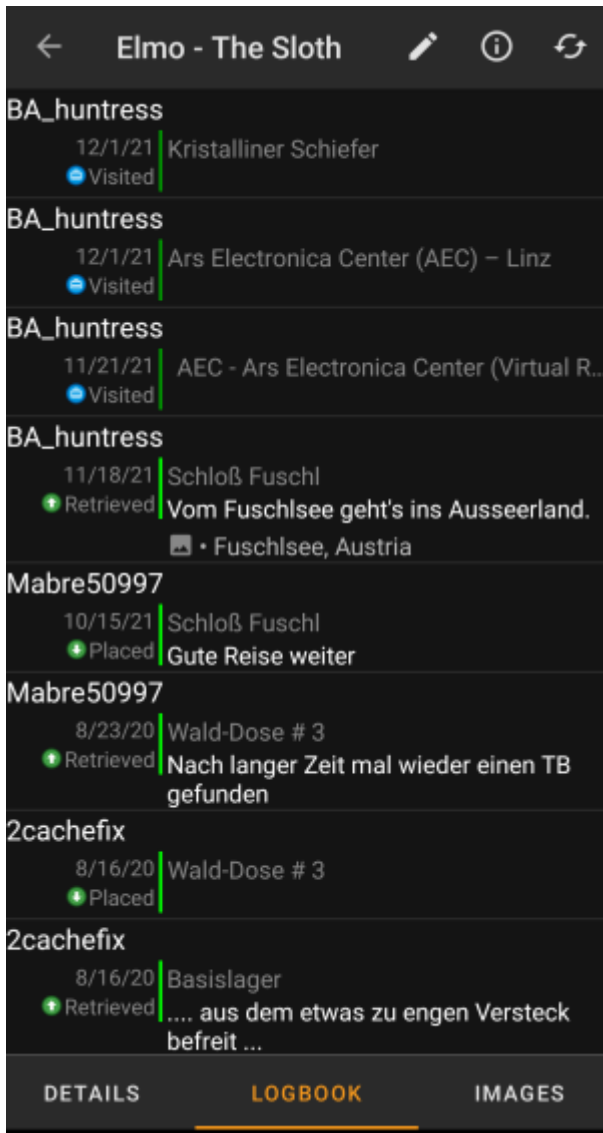 Elmo - The Sloth
BA_huntress
12/1/21 Kristalliner Schiefer
Visited
BA_huntress
12/1/21 Ars Electronica Center (AEC) – Linz
Visited
BA_huntress
11/21/21 AEC - Ars Electronica Center (Virtual R...
Visited
BA_huntress
11/18/21 Schloß Fuschl
Retrieved Vom Fuschlsee geht's ins Ausseerland.
• Fuschlsee, Austria
Mabre50997
10/15/21 Schloß Fuschl
Placed Gute Reise weiter
Mabre50997
8/23/20 Wald-Dose # 3
Retrieved Nach langer Zeit mal wieder einen TB
gefunden
2cachefix
8/16/20 Wald-Dose # 3
Placed
2cachefix
8/16/20 Basislager
Retrieved .... aus dem etwas zu engen Versteck
befreit ...
DETAILS LOGBOOK IMAGES